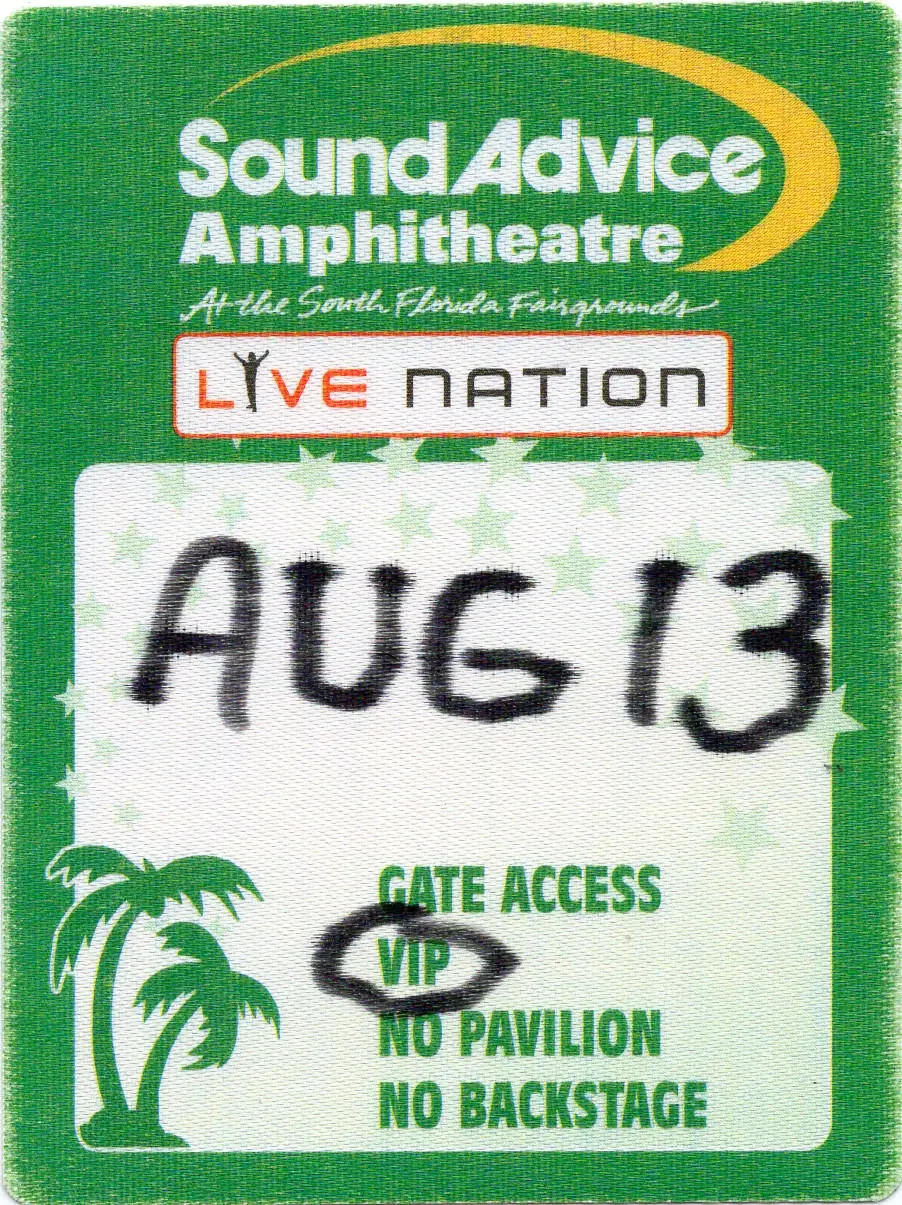 Sound Advice
Amphitheatre
At the South Florida Fairgrounds
LIVE NATION
AUG 13
GATE ACCESS
VIP
NO PAVILION
NO BACKSTAGE